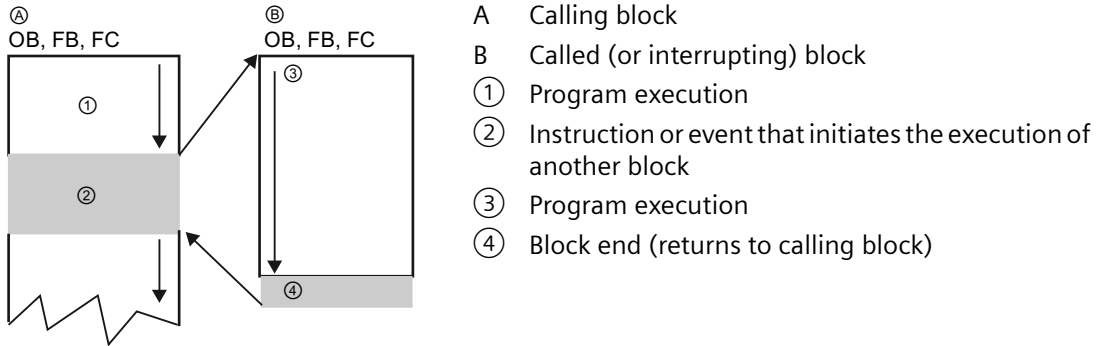 Ⓐ
OB, FB, FC
Ⓑ
OB, FB, FC
①
②
③
④
A Calling block
B Called (or interrupting) block
① Program execution
② Instruction or event that initiates the execution of
another block
③ Program execution
④ Block end (returns to calling block)